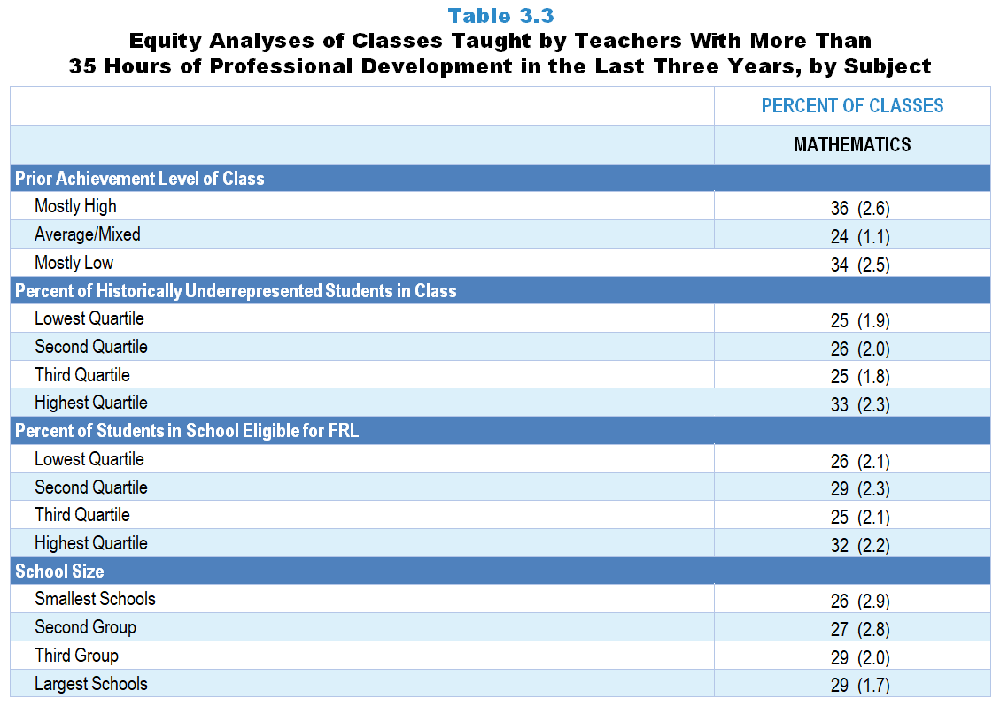 Table 3.3
Equity Analyses of Classes Taught by Teachers With More Than
35 Hours of Professional Development in the Last Three Years, by Subject
PERCENT OF CLASSES
MATHEMATICS
Prior Achievement Level of Class
Mostly High 36 (2.6)
Average/Mixed 24 (1.1)
Mostly Low 34 (2.5)
Percent of Historically Underrepresented Students in Class
Lowest Quartile 25 (1.9)
Second Quartile 26 (2.0)
Third Quartile 25 (1.8)
Highest Quartile 33 (2.3)
Percent of Students in School Eligible for FRL
Lowest Quartile 26 (2.1)
Second Quartile 29 (2.3)
Third Quartile 25 (2.1)
Highest Quartile 32 (2.2)
School Size
Smallest Schools 26 (2.9)
Second Group 27 (2.8)
Third Group 29 (2.0)
Largest Schools 29 (1.7)